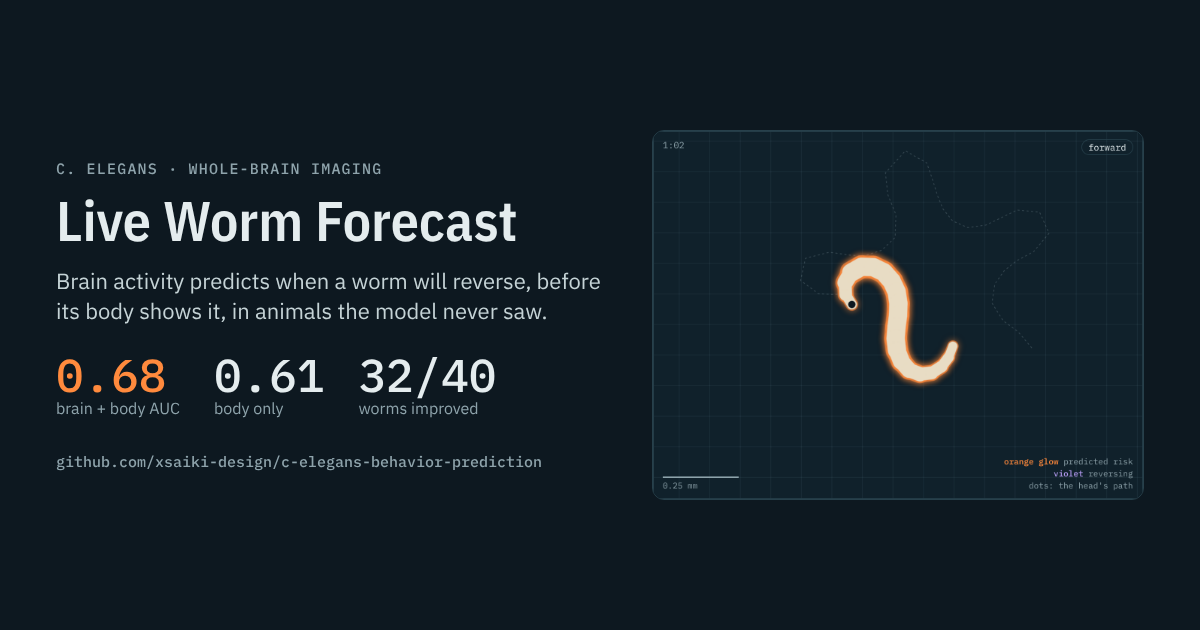 C. ELEGANS · WHOLE-BRAIN IMAGING
Live Worm Forecast
Brain activity predicts when a worm will reverse, before
its body shows it, in animals the model never saw.
0.68 0.61 32/40
brain + body AUC body only worms improved
github.com/xsaiki-design/c-elegans-behavior-prediction
1:02 forward
orange glow predicted risk
violet reversing
0.25 mm dots: the head's path